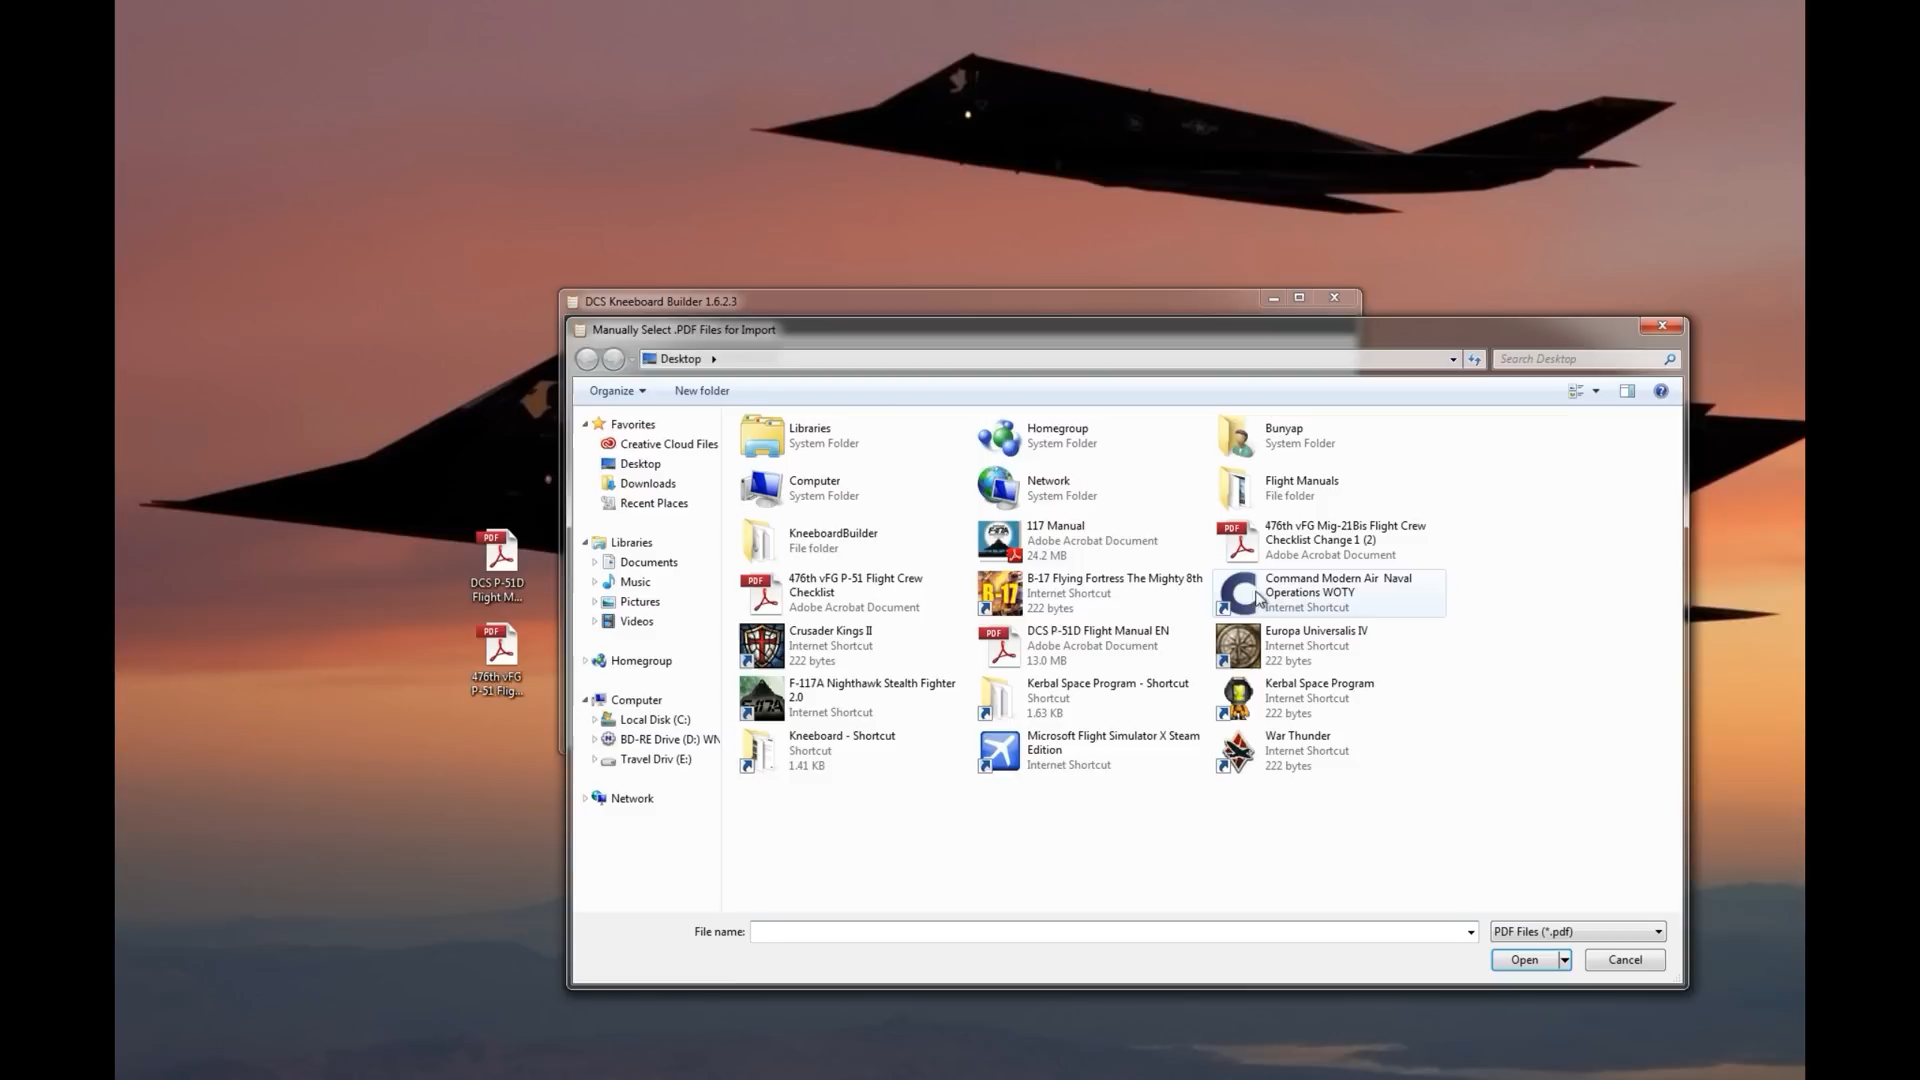 DCS Kneeboard Builder 1.6.2.3
Manually Select .PDF Files for Import
Desktop
Search Desktop
Organize
New folder
Favorites
Creative Cloud Files
Desktop
Downloads
Recent Places
Libraries
Documents
Music
Pictures
Videos
Homegroup
Computer
Local Disk (C:)
BD-RE Drive (D:) WN
Travel Driv (E:)
Network
Libraries
System Folder
Homegroup
System Folder
Bunyap
System Folder
Computer
System Folder
Network
System Folder
Flight Manuals
File folder
KneeboardBuilder
File folder
117 Manual
Adobe Acrobat Document
24.2 MB
PDF
476th vFG Mig-21Bis Flight Crew
Checklist Change 1 (2)
Adobe Acrobat Document
PDF
476th vFG P-51 Flight Crew
Checklist
Adobe Acrobat Document
B-17
B-17 Flying Fortress The Mighty 8th
Internet Shortcut
222 bytes
Command Modern Air Naval
Operations WOTY
Internet Shortcut
Crusader Kings II
Internet Shortcut
222 bytes
PDF
DCS P-51D Flight Manual EN
Adobe Acrobat Document
13.0 MB
Europa Universalis IV
Internet Shortcut
222 bytes
F-117A
F-117A Nighthawk Stealth Fighter
2.0
Internet Shortcut
Kerbal Space Program - Shortcut
Shortcut
1.63 KB
Kerbal Space Program
Internet Shortcut
222 bytes
Kneeboard - Shortcut
Shortcut
1.41 KB
Microsoft Flight Simulator X Steam
Edition
Internet Shortcut
War Thunder
Internet Shortcut
222 bytes
File name:
PDF Files (*.pdf)
Open
Cancel
PDF
DCS P-51D
Flight M...
PDF
476th vFG
P-51 Flig...